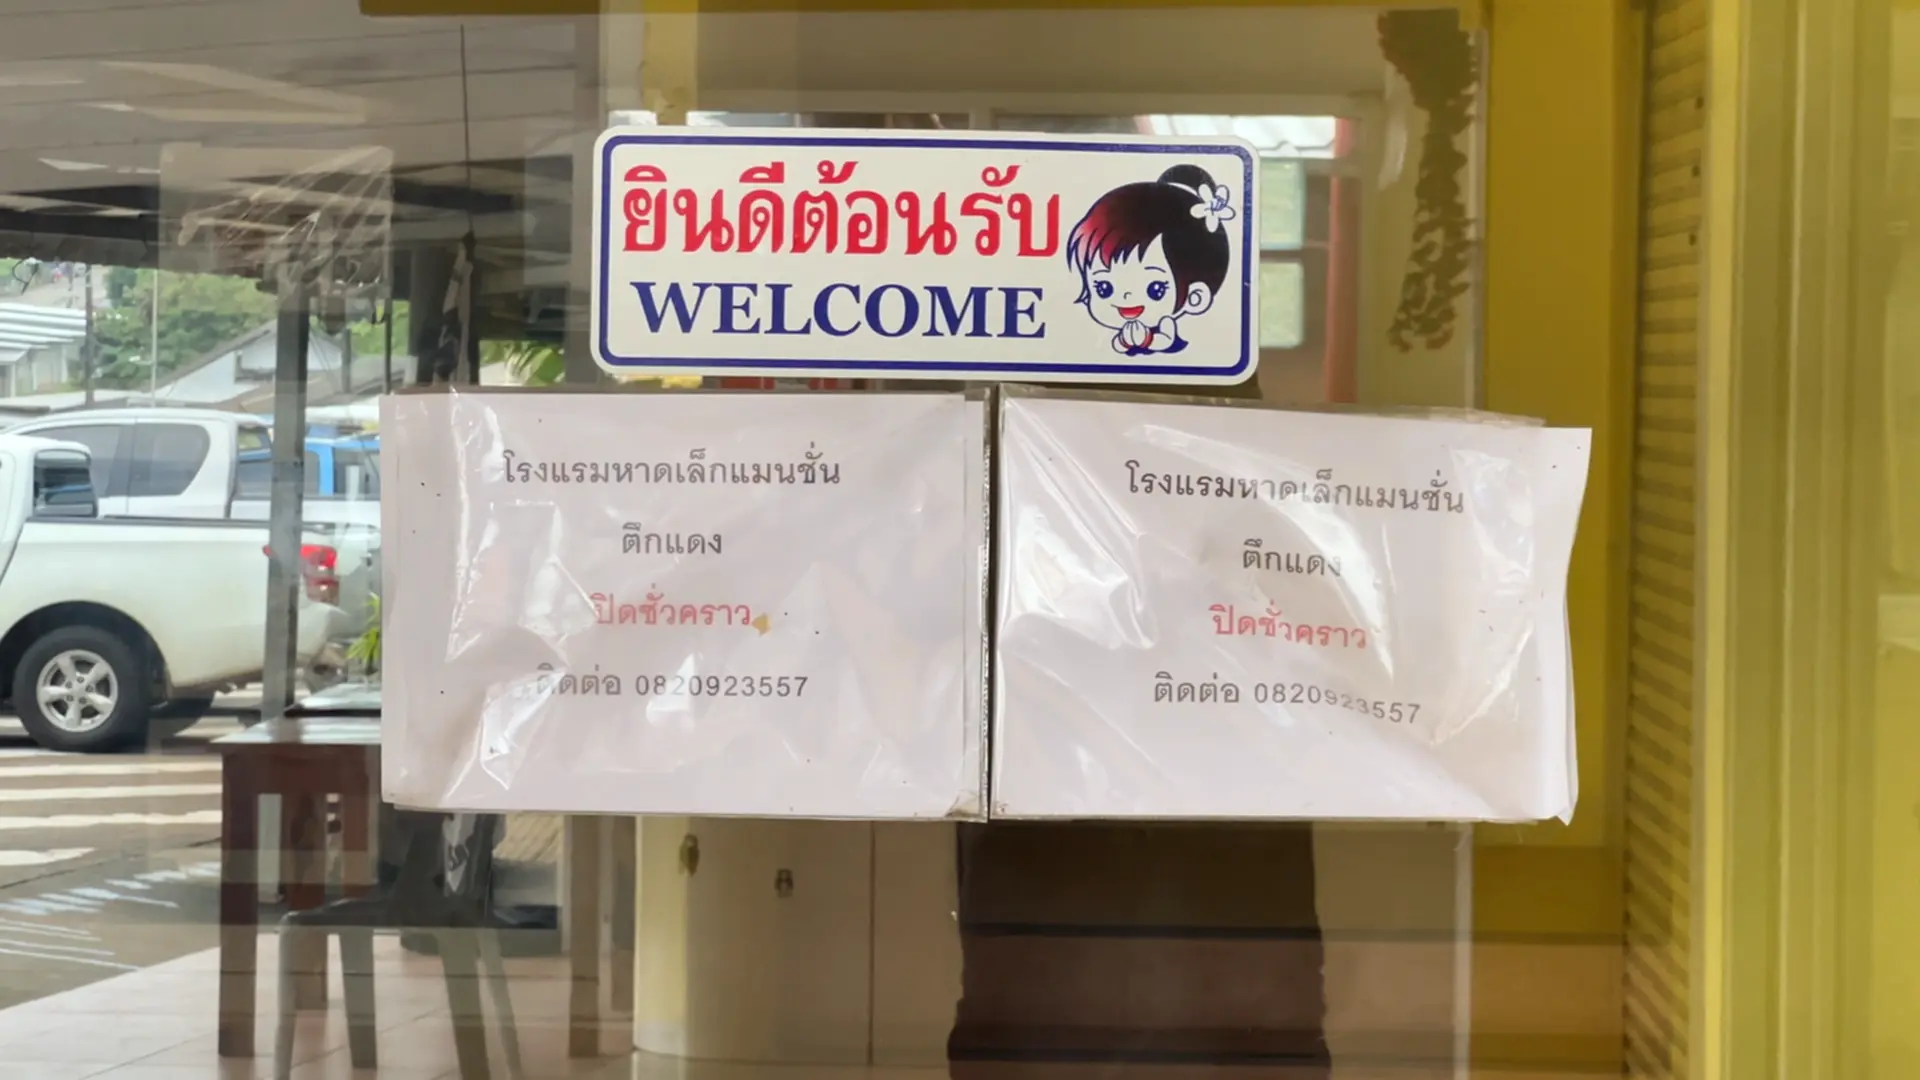 ยินดีต้อนรับ
WELCOME
โรงแรมหาดเล็กแมนชั่น
ตึกแดง
ปิดชั่วคราว
ติดต่อ 0820923557
โรงแรมหาดเล็กแมนชั่น
ตึกแดง
ปิดชั่วคราว
ติดต่อ 0820923557